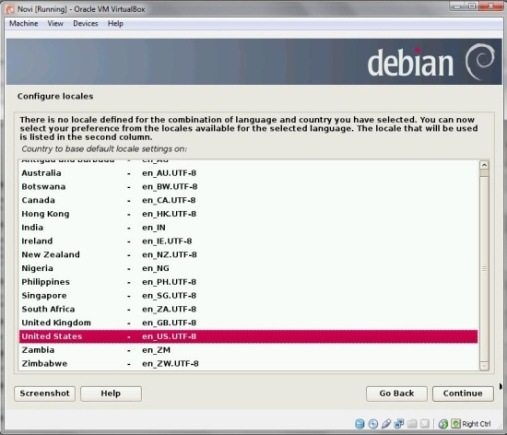 Novi [Running] - Oracle VM VirtualBox
Machine View Devices Help
debian
Configure locales
There is no locale defined for the combination of language and country you have selected. You can now
select your preference from the locales available for the selected language. The locale that will be used
is listed in the second column.
Country to base default locale settings on:
Antigua and Barbuda - en_AG
Australia - en_AU.UTF-8
Botswana - en_BW.UTF-8
Canada - en_CA.UTF-8
Hong Kong - en_HK.UTF-8
India - en_IN
Ireland - en_IE.UTF-8
New Zealand - en_NZ.UTF-8
Nigeria - en_NG
Philippines - en_PH.UTF-8
Singapore - en_SG.UTF-8
South Africa - en_ZA.UTF-8
United Kingdom - en_GB.UTF-8
United States - en_US.UTF-8
Zambia - en_ZM
Zimbabwe - en_ZW.UTF-8
Screenshot Help Go Back Continue
Right Ctrl